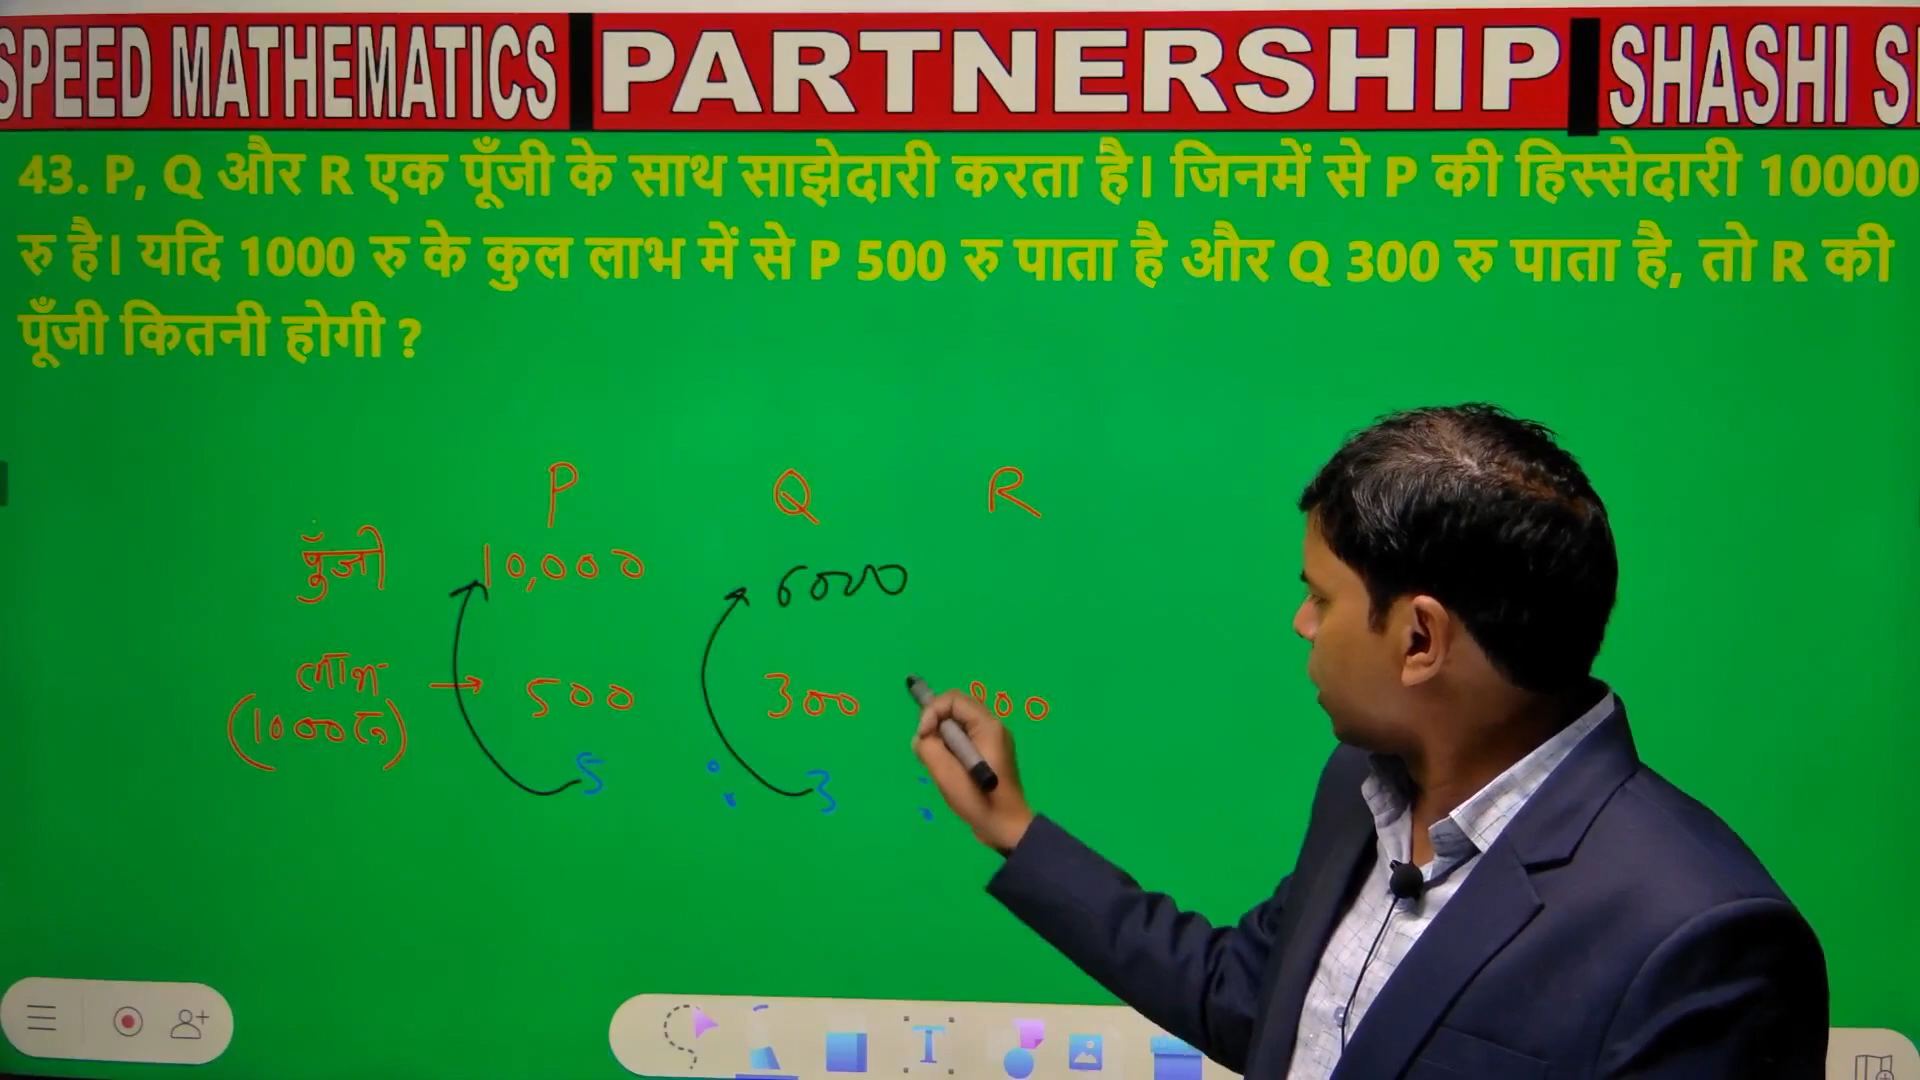 SPEED MATHEMATICS PARTNERSHIP SHASHI
43. P, Q और R एक पूँजी के साथ साझेदारी करता है। जिनमें से P की हिस्सेदारी 10000
रु है। यदि 1000 रु के कुल लाभ में से P 500 रु पाता है और Q 300 रु पाता है, तो R की
पूँजी कितनी होगी ?
P Q R
पूँजी 10,000 6000
लाभ → 500 300
5 : 3 :
T